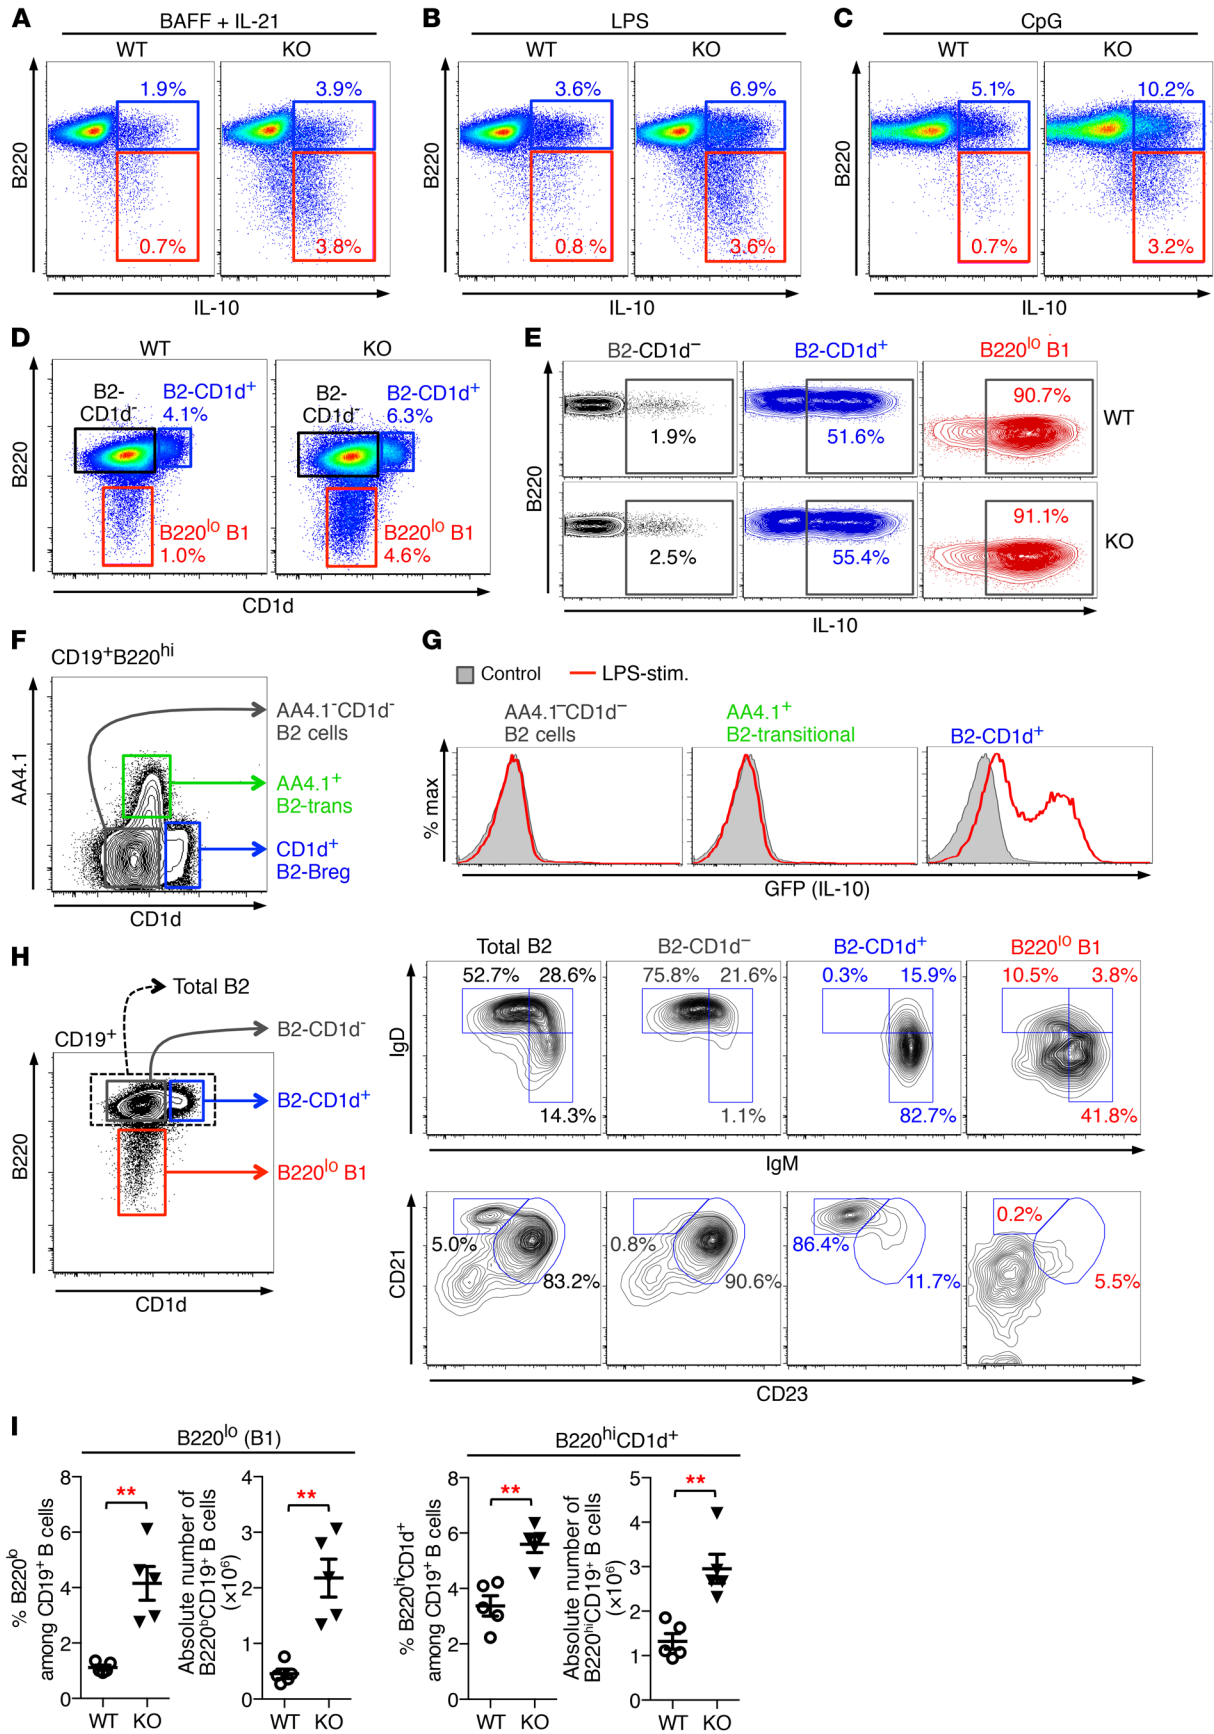 A
BAFF + IL-21
WT
KO
1.9%
3.9%
0.7%
3.8%
B220
IL-10
B
LPS
WT
KO
3.6%
6.9%
0.8 %
3.6%
B220
IL-10
C
CpG
WT
KO
5.1%
10.2%
0.7%
3.2%
B220
IL-10
D
WT
KO
B2-
CD1d-
B2-CD1d+
4.1%
B220lo B1
1.0%
B2-
CD1d-
B2-CD1d+
6.3%
B220lo B1
4.6%
B220
CD1d
E
B2-CD1d–
B2-CD1d+
B220lo B1
1.9%
51.6%
90.7%
WT
2.5%
55.4%
91.1%
KO
B220
IL-10
F
CD19+B220hi
AA4.1-CD1d-
B2 cells
AA4.1+
B2-trans
CD1d+
B2-Breg
AA4.1
CD1d
G
Control
LPS-stim.
AA4.1–CD1d–
B2 cells
AA4.1+
B2-transitional
B2-CD1d+
% max
GFP (IL-10)
H
Total B2
B2-CD1d-
CD19+
B2-CD1d+
B220lo B1
B220
CD1d
Total B2
B2-CD1d–
B2-CD1d+
B220lo B1
52.7%
28.6%
14.3%
75.8%
21.6%
1.1%
0.3%
15.9%
82.7%
10.5%
3.8%
41.8%
IgD
IgM
5.0%
83.2%
0.8%
90.6%
86.4%
11.7%
0.2%
5.5%
CD21
CD23
I
B220lo (B1)
% B220lo
among CD19+ B cells
8
6
4
2
0
**
WT
KO
Absolute number of
B220bCD19+ B cells
(×106)
4
3
2
1
0
**
WT
KO
B220hiCD1d+
% B220hiCD1d+
among CD19+ B cells
8
6
4
2
0
**
WT
KO
Absolute number of
B220hiCD19+ B cells
(×106)
5
4
3
2
1
0
**
WT
KO